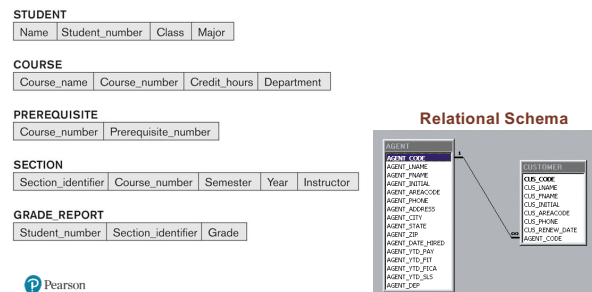 STUDENT
Name Student_number Class Major
COURSE
Course_name Course_number Credit_hours Department
PREREQUISITE
Course_number Prerequisite_number
SECTION
Section_identifier Course_number Semester Year Instructor
GRADE_REPORT
Student_number Section_identifier Grade
Pearson
Relational Schema
AGENT
AGENT_CODE
AGENT_LNAME
AGENT_FNAME
AGENT_INITIAL
AGENT_AREACODE
AGENT_PHONE
AGENT_ADDRESS
AGENT_CITY
AGENT_STATE
AGENT_ZIP
AGENT_DATE_HIRED
AGENT_YTD_PAY
AGENT_YTD_FIT
AGENT_YTD_FICA
AGENT_YTD_SLS
AGENT_DEP
1
∞
CUSTOMER
CUS_CODE
CUS_LNAME
CUS_FNAME
CUS_INITIAL
CUS_AREACODE
CUS_PHONE
CUS_RENEW_DATE
AGENT_CODE